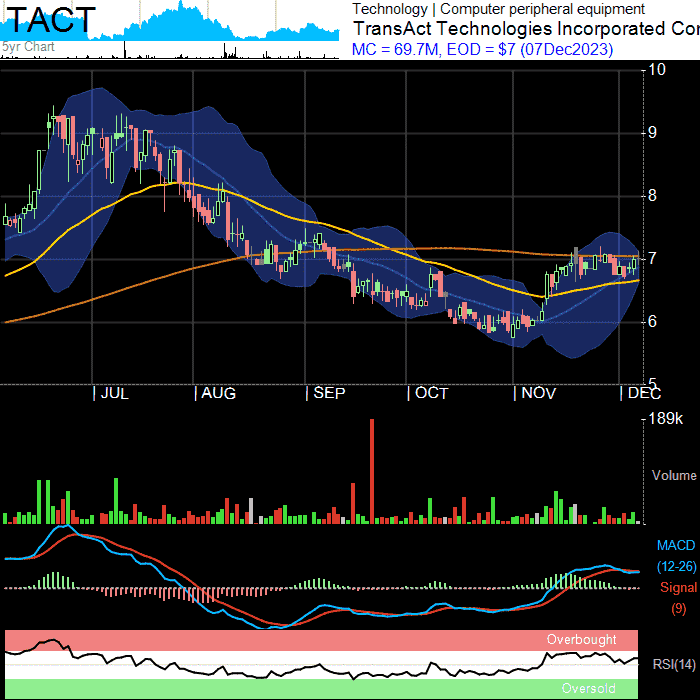 TACT
5yr Chart
Technology | Computer peripheral equipment
TransAct Technologies Incorporated Cor
MC = 69.7M, EOD = $7 (07Dec2023)
10
9
8
7
6
5
JUL AUG SEP OCT NOV DEC
189k
Volume
MACD
(12-26)
Signal
(9)
Overbought
RSI(14)
Oversold